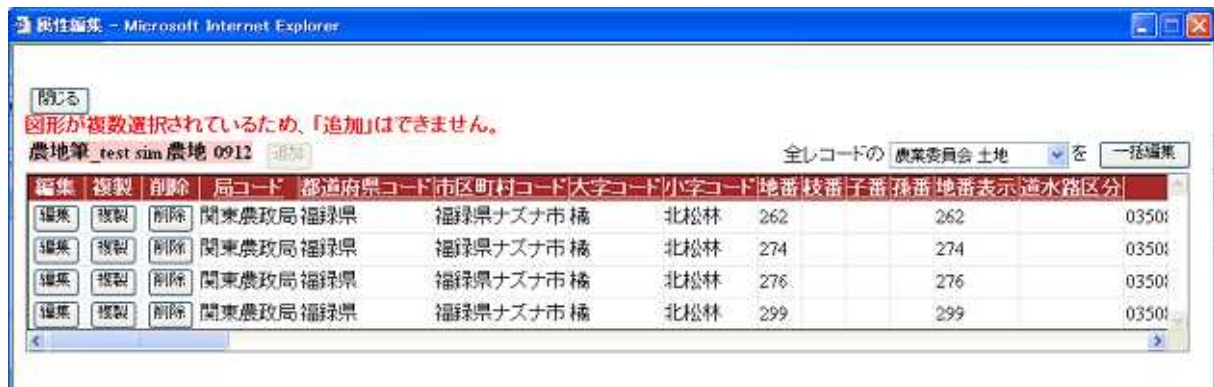 属性編集 - Microsoft Internet Explorer
閉じる
図形が複数選択されているため、「追加」はできません。
農地筆_test sim 農地 0912 追加 全レコードの 農業委員会 土地 を 一括編集
編集 複製 削除 局コード 都道府県コード 市区町村コード 大字コード 小字コード 地番 枝番 子番 孫番 地番表示 道水路区分
編集 複製 削除 関東農政局 福録県 福録県ナズナ市 橘 北松林 262 262 0350
編集 複製 削除 関東農政局 福録県 福録県ナズナ市 橘 北松林 274 274 0350
編集 複製 削除 関東農政局 福録県 福録県ナズナ市 橘 北松林 276 276 0350
編集 複製 削除 関東農政局 福録県 福録県ナズナ市 橘 北松林 299 299 0350